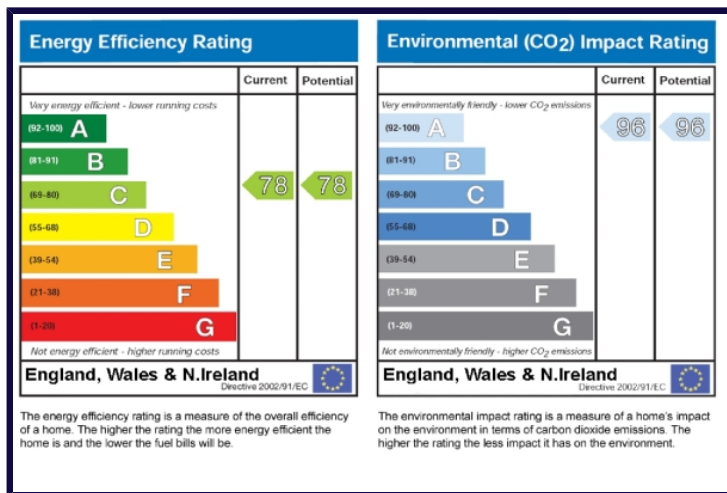 Energy Efficiency Rating
Current Potential
Very energy efficient - lower running costs
(92-100) A
(81-91) B
(69-80) C
78 78
(55-68) D
(39-54) E
(21-38) F
(1-20) G
Not energy efficient - higher running costs
England, Wales & N.Ireland
Directive 2002/91/EC
The energy efficiency rating is a measure of the overall efficiency
of a home. The higher the rating the more energy efficient the
home is and the lower the fuel bills will be.
Environmental (CO2) Impact Rating
Current Potential
Very environmentally friendly - lower CO2 emissions
(92-100) A
96 96
(81-91) B
(69-80) C
(55-68) D
(39-54) E
(21-38) F
(1-20) G
Not environmentally friendly - higher CO2 emissions
England, Wales & N.Ireland
Directive 2002/91/EC
The environmental impact rating is a measure of a home's impact
on the environment in terms of carbon dioxide emissions. The
higher the rating the less impact it has on the environment.